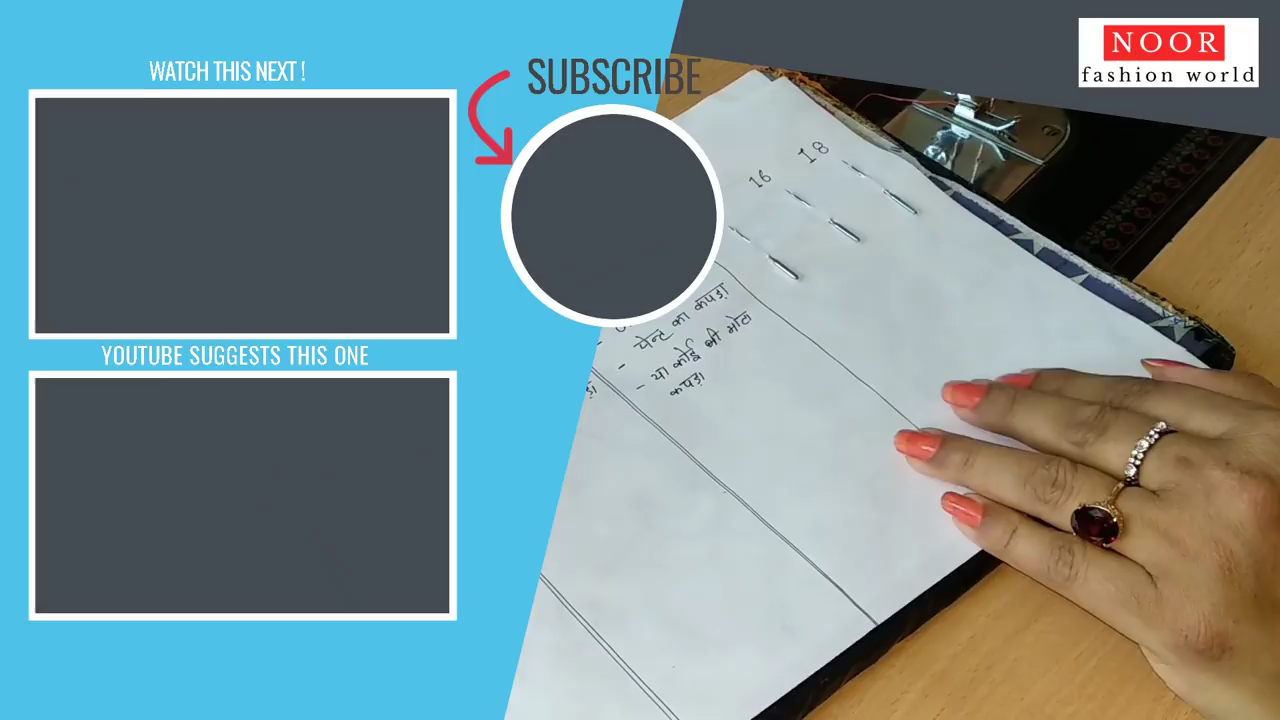 WATCH THIS NEXT !
SUBSCRIBE
NOOR
fashion world
16
18
- पेन्ट का कपड़ा
- या कोई भी मोटा
कपड़ा
YOUTUBE SUGGESTS THIS ONE